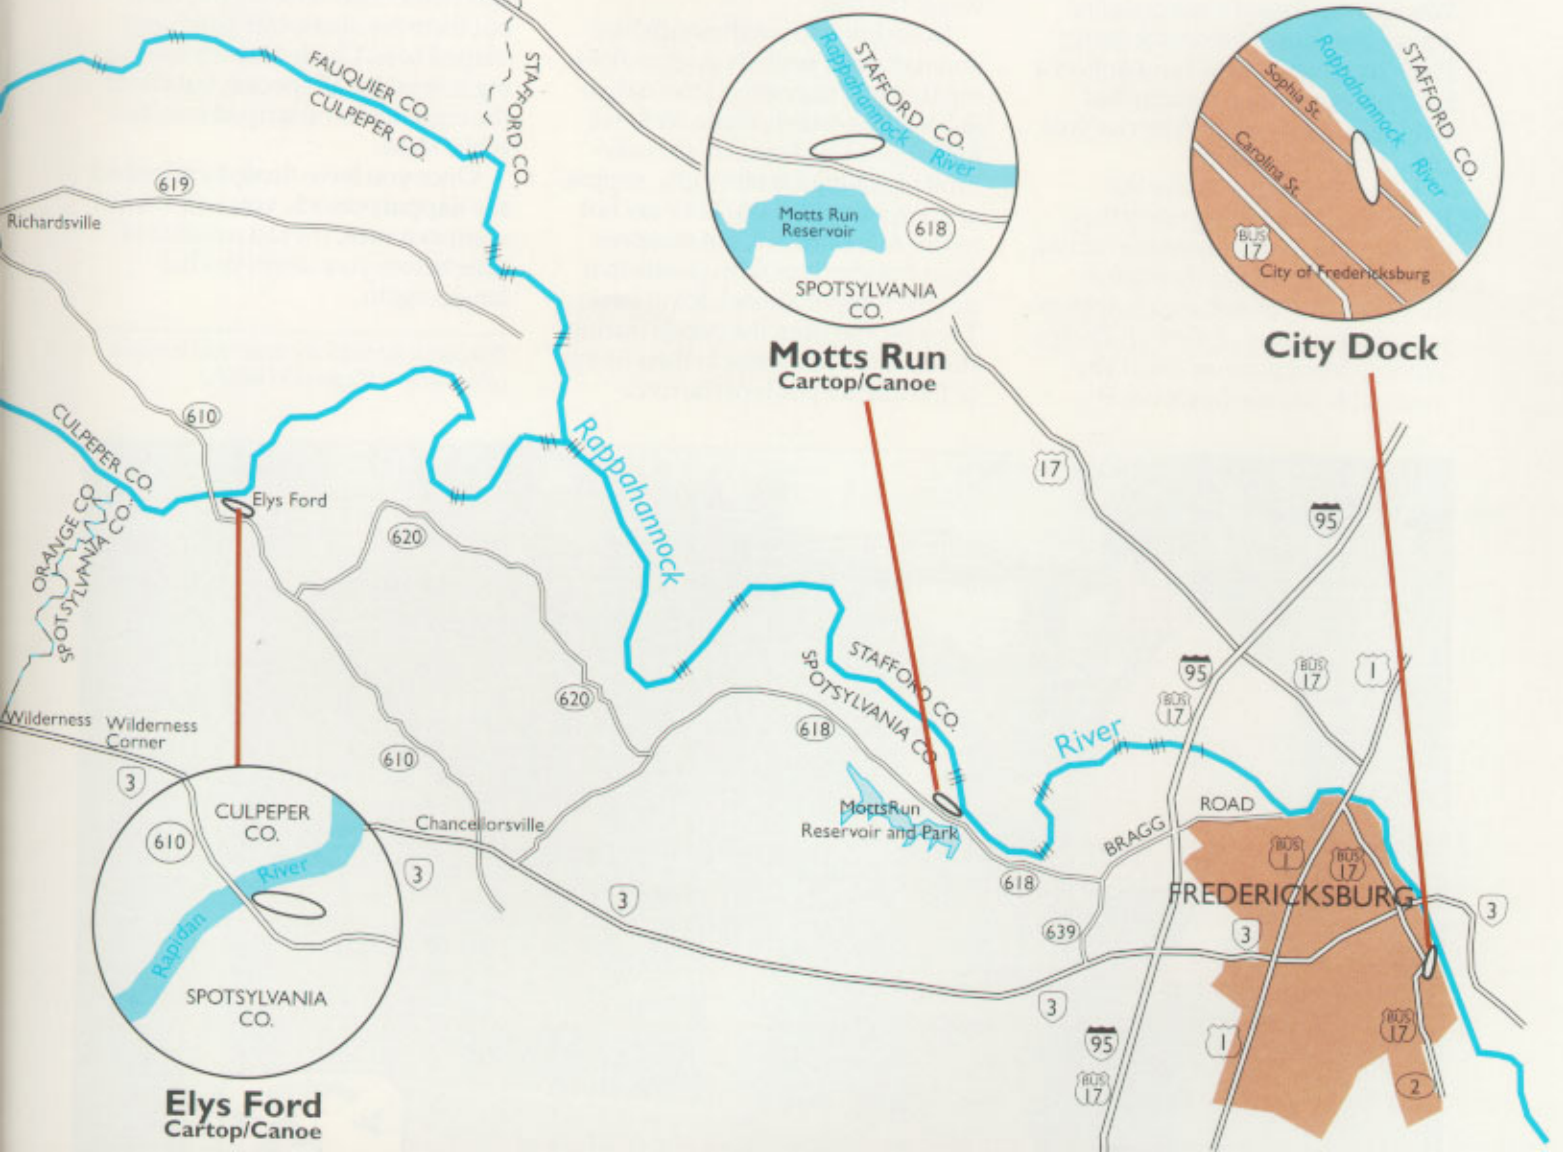 FAUQUIER CO.
CULPEPER CO.
STAFFORD CO.
619
Richardsville
610
CULPEPER CO.
ORANGE CO.
SPOTSYLVANIA CO.
Elys Ford
620
Rappahannock
620
610
Wilderness
Wilderness
Corner
3
Chancellorsville
3
3
618
STAFFORD CO.
SPOTSYLVANIA CO.
MottsRun
Reservoir and Park
618
639
3
River
BRAGG ROAD
17
95
95
BUS
17
BUS
17
1
BUS
1
BUS
17
FREDERICKSBURG
3
3
95
BUS
17
1
BUS
17
2
Rappahannock River
STAFFORD CO.
Motts Run
Reservoir
618
SPOTSYLVANIA
CO.
Motts Run
Cartop/Canoe
Rappahannock River
STAFFORD CO.
Sophia St.
Carolina St.
BUS
17
City of Fredericksburg
City Dock
CULPEPER
CO.
610
Rapidan River
SPOTSYLVANIA
CO.
Elys Ford
Cartop/Canoe